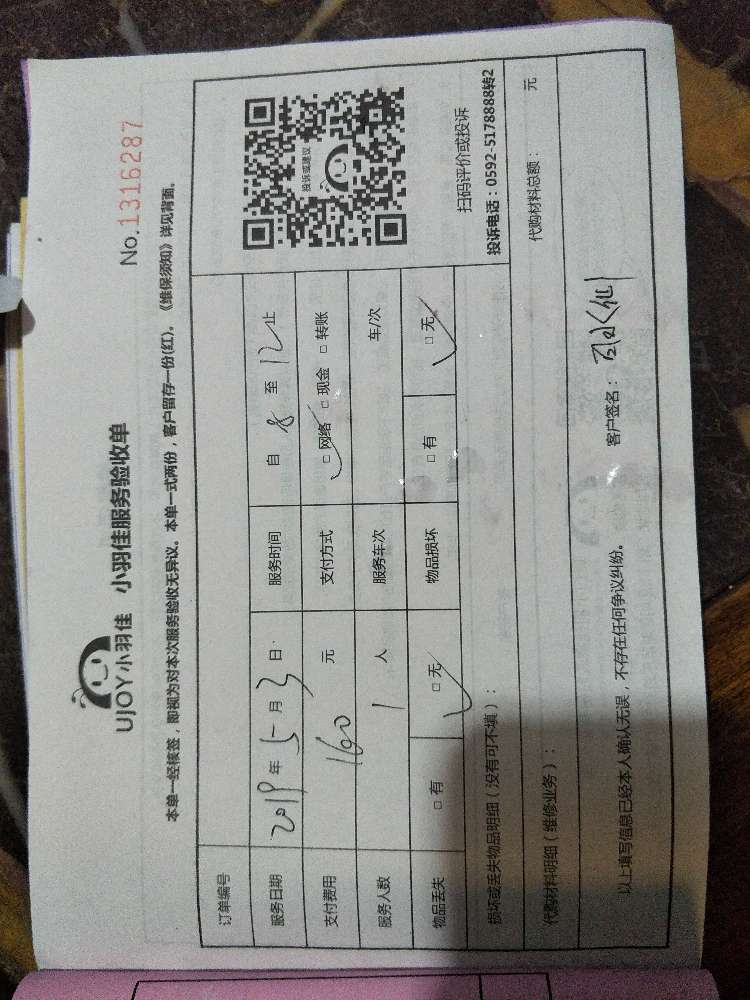 UJOY小羽佳 小羽佳服务验收单
No.1316287
本单一经核签，即视为对本次服务验收无异议。本单一式两份，客户留存一份(红)。《维保须知》详见背面。
订单编号
服务日期 2019年5月3日 服务时间 自 8 至 12 止
支付费用 160 元 支付方式 □网络 □现金 □转账
服务人数 1 人 服务车次 车/次
物品丢失 □有 □无 物品损坏 □有 □无
投诉或建议
扫码评价或投诉
投诉电话：0592-5178888转2
损坏或丢失物品明细（没有可不填）：
代购材料明细（维修业务）： 代购材料总额： 元
以上填写信息已经本人确认无误，不存在任何争议纠纷。 客户签名：